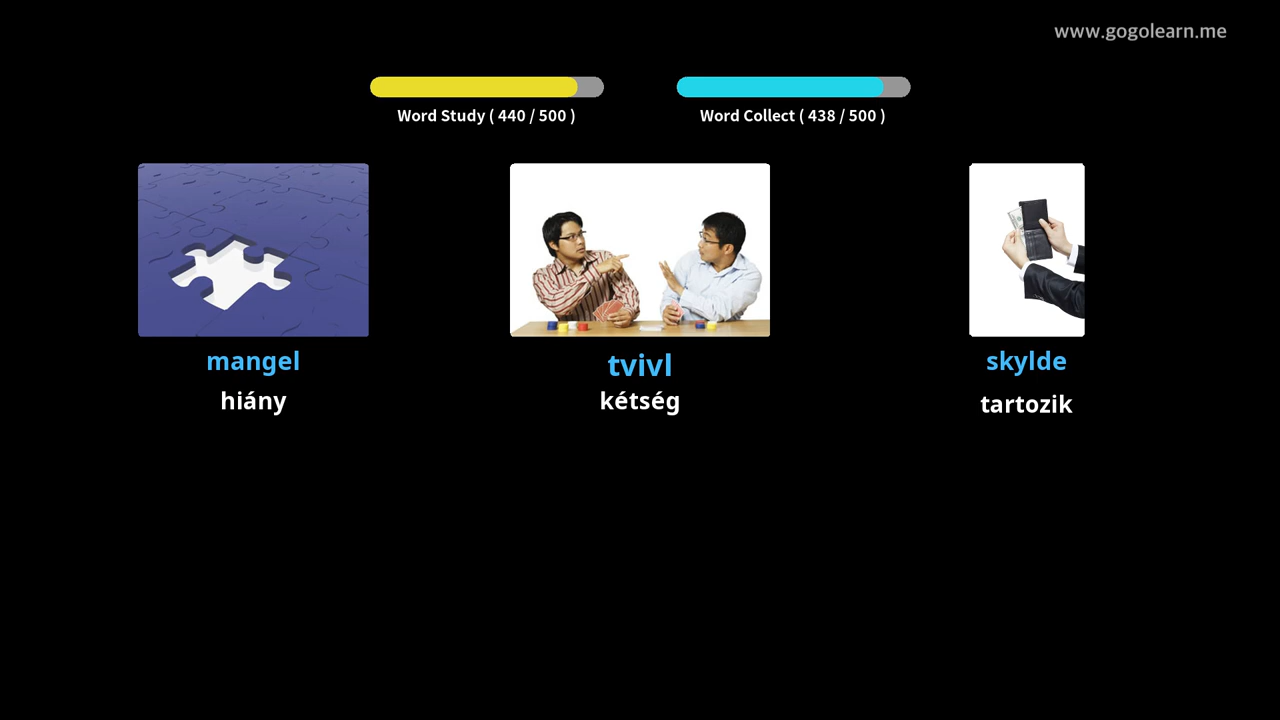 www.gogolearn.me
Word Study ( 440 / 500 )
Word Collect ( 438 / 500 )
mangel
hiány
tvivl
kétség
skylde
tartozik